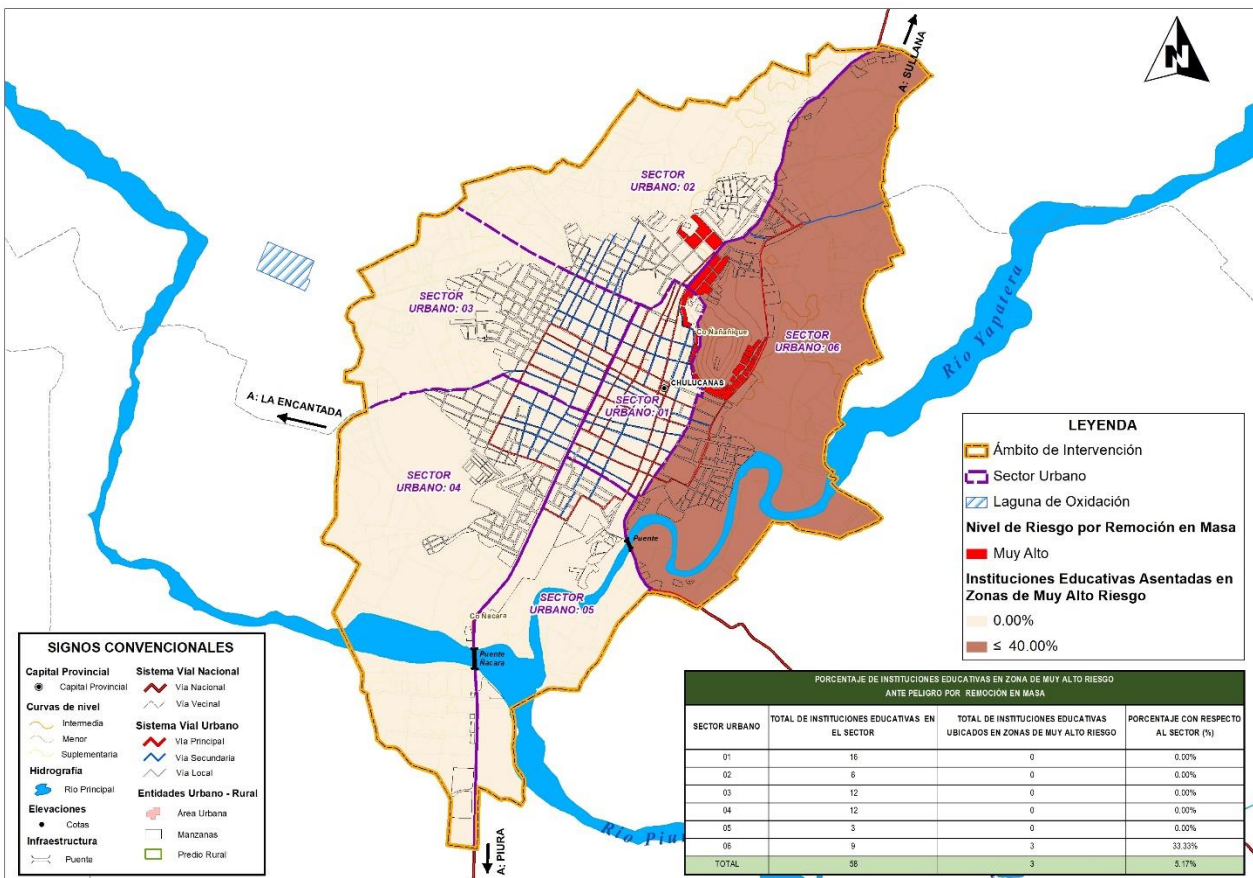 N
A: SULLANA
SECTOR
URBANO: 02
SECTOR
URBANO: 03
Co Ñañañique
SECTOR
URBANO: 06
Río Yapatera
CHULUCANAS
A: LA ENCANTADA
SECTOR
URBANO: 01
SECTOR
URBANO: 04
Puente
SECTOR
URBANO: 05
Co Ñecara
Puente
Ñacara
A: PIURA
LEYENDA
Ámbito de Intervención
Sector Urbano
Laguna de Oxidación
Nivel de Riesgo por Remoción en Masa
Muy Alto
Instituciones Educativas Asentadas en
Zonas de Muy Alto Riesgo
0.00%
≤ 40.00%
SIGNOS CONVENCIONALES
Capital Provincial
Capital Provincial
Curvas de nivel
Intermedia
Menor
Suplementaria
Hidrografía
Río Principal
Elevaciones
Cotas
Infraestructura
Puente
Sistema Vial Nacional
Vía Nacional
Vía Vecinal
Sistema Vial Urbano
Vía Principal
Vía Secundaria
Vía Local
Entidades Urbano - Rural
Área Urbana
Manzanas
Predio Rural
PORCENTAJE DE INSTITUCIONES EDUCATIVAS EN ZONA DE MUY ALTO RIESGO
ANTE PELIGRO POR REMOCIÓN EN MASA
SECTOR URBANO TOTAL DE INSTITUCIONES EDUCATIVAS EN EL SECTOR TOTAL DE INSTITUCIONES EDUCATIVAS UBICADOS EN ZONAS DE MUY ALTO RIESGO PORCENTAJE CON RESPECTO AL SECTOR (%)
01 16 0 0.00%
02 6 0 0.00%
03 12 0 0.00%
04 12 0 0.00%
05 3 0 0.00%
06 9 3 33.33%
TOTAL 58 3 5.17%
Río Piu